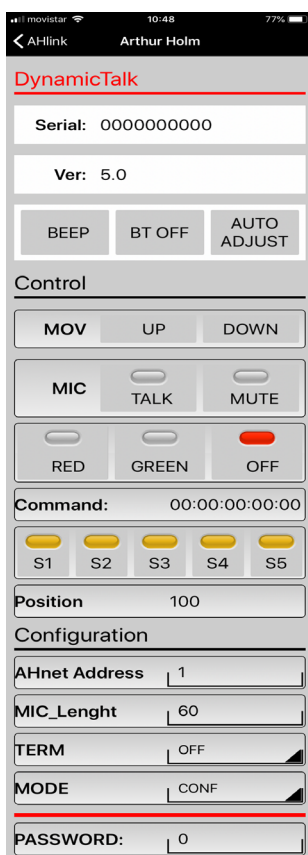 movistar 10:48 77%
AHlink Arthur Holm
DynamicTalk
Serial: 0000000000
Ver: 5.0
BEEP BT OFF AUTO ADJUST
Control
MOV UP DOWN
MIC TALK MUTE
RED GREEN OFF
Command: 00:00:00:00:00
S1 S2 S3 S4 S5
Position 100
Configuration
AHnet Address 1
MIC_Lenght 60
TERM OFF
MODE CONF
PASSWORD: 0